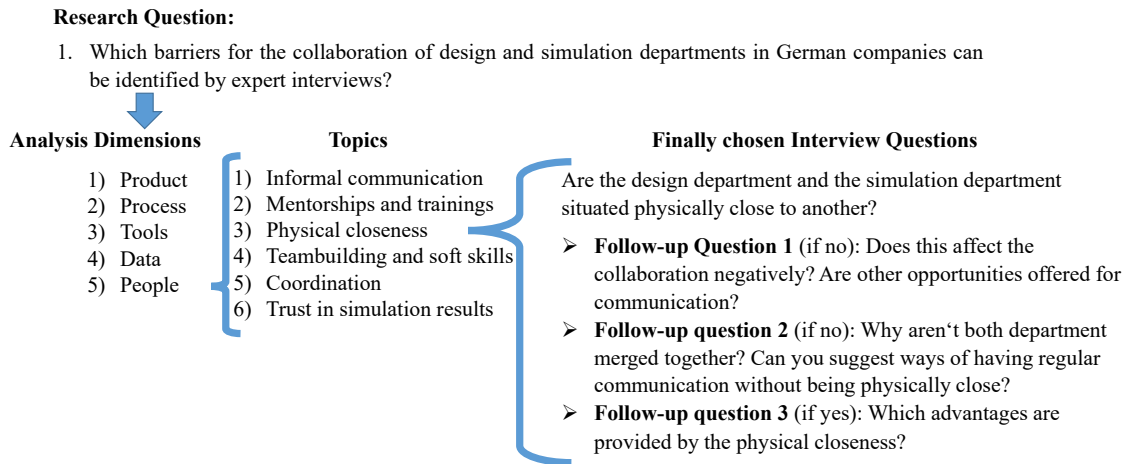 Research Question:
1. Which barriers for the collaboration of design and simulation departments in German companies can
be identified by expert interviews?
Analysis Dimensions
1) Product
2) Process
3) Tools
4) Data
5) People
Topics
1) Informal communication
2) Mentorships and trainings
3) Physical closeness
4) Teambuilding and soft skills
5) Coordination
6) Trust in simulation results
Finally chosen Interview Questions
Are the design department and the simulation department
situated physically close to another?
➢ Follow-up Question 1 (if no): Does this affect the
collaboration negatively? Are other opportunities offered for
communication?
➢ Follow-up question 2 (if no): Why aren‘t both department
merged together? Can you suggest ways of having regular
communication without being physically close?
➢ Follow-up question 3 (if yes): Which advantages are
provided by the physical closeness?